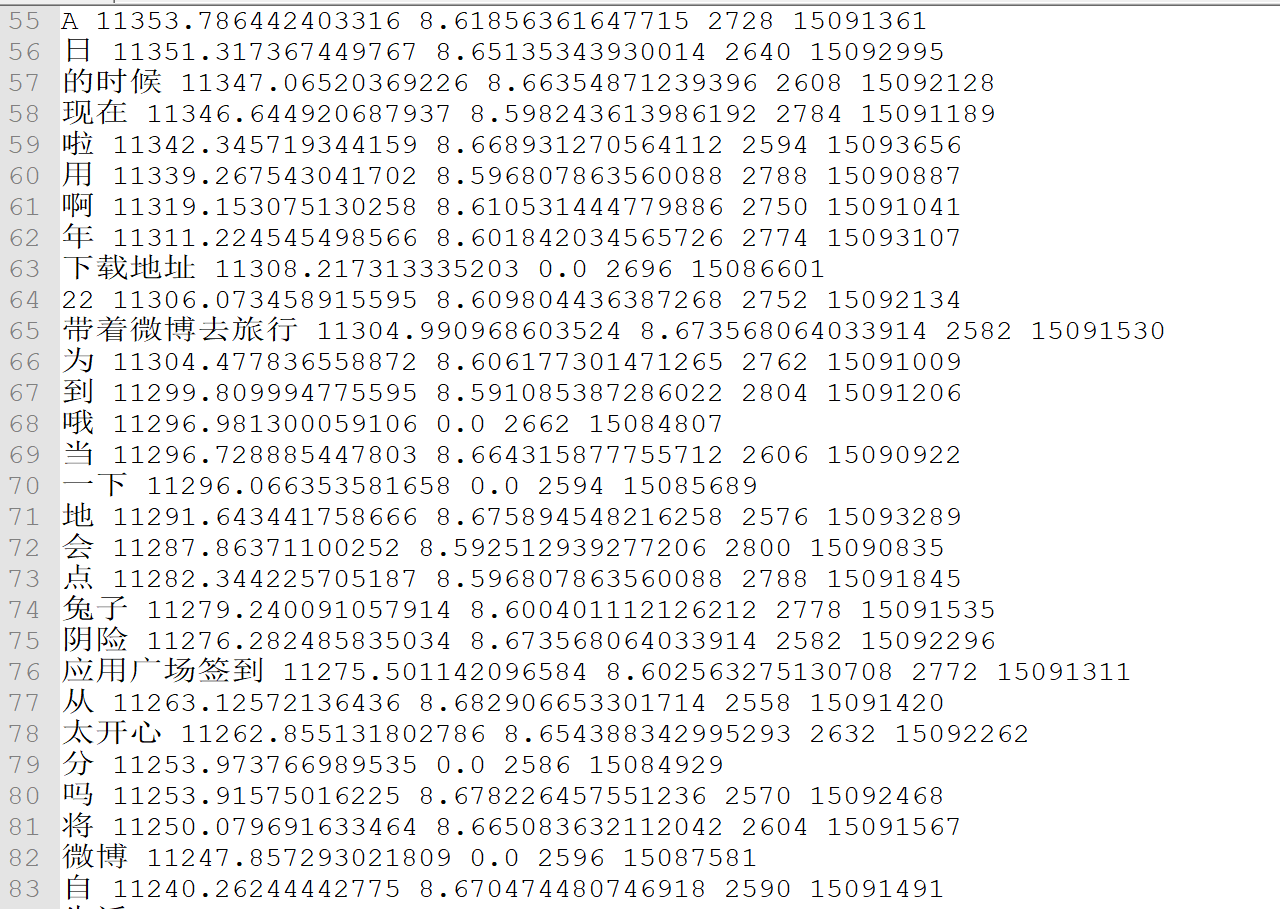 55 A 11353.786442403316 8.61856361647715 2728 15091361
56 日 11351.317367449767 8.65135343930014 2640 15092995
57 的时候 11347.06520369226 8.66354871239396 2608 15092128
58 现在 11346.644920687937 8.598243613986192 2784 15091189
59 啦 11342.345719344159 8.668931270564112 2594 15093656
60 用 11339.267543041702 8.596807863560088 2788 15090887
61 啊 11319.153075130258 8.610531444779886 2750 15091041
62 年 11311.224545498566 8.601842034565726 2774 15093107
63 下载地址 11308.217313335203 0.0 2696 15086601
64 22 11306.073458915595 8.609804436387268 2752 15092134
65 带着微博去旅行 11304.990968603524 8.673568064033914 2582 15091530
66 为 11304.477836558872 8.606177301471265 2762 15091009
67 到 11299.809994775595 8.591085387286022 2804 15091206
68 哦 11296.981300059106 0.0 2662 15084807
69 当 11296.728885447803 8.664315877755712 2606 15090922
70 一下 11296.066353581658 0.0 2594 15085689
71 地 11291.643441758666 8.675894548216258 2576 15093289
72 会 11287.86371100252 8.592512939277206 2800 15090835
73 点 11282.344225705187 8.596807863560088 2788 15091845
74 兔子 11279.240091057914 8.600401112126212 2778 15091535
75 阴险 11276.282485835034 8.673568064033914 2582 15092296
76 应用广场签到 11275.501142096584 8.602563275130708 2772 15091311
77 从 11263.12572136436 8.682906653301714 2558 15091420
78 太开心 11262.855131802786 8.654388342995293 2632 15092262
79 分 11253.973766989535 0.0 2586 15084929
80 吗 11253.91575016225 8.678226457551236 2570 15092468
81 将 11250.079691633464 8.665083632112042 2604 15091567
82 微博 11247.857293021809 0.0 2596 15087581
83 自 11240.26244442775 8.670474480746918 2590 15091491